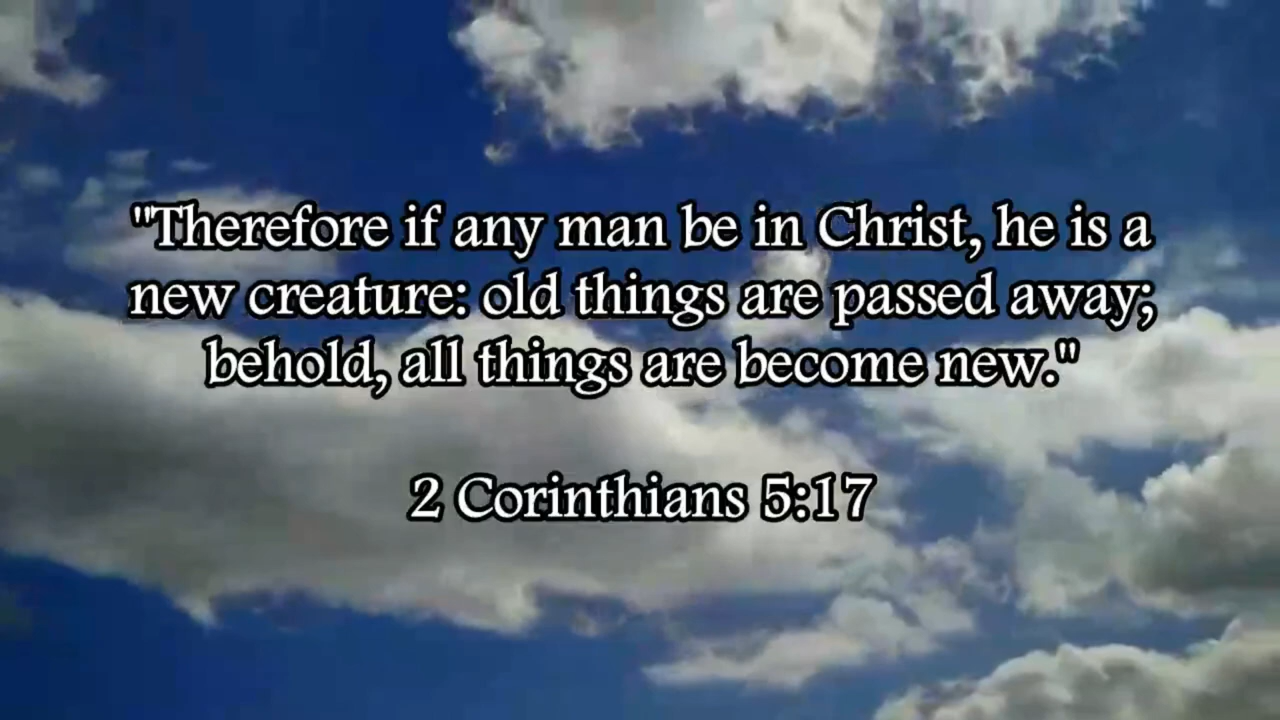 "Therefore if any man be in Christ, he is a
new creature: old things are passed away;
behold, all things are become new."
2 Corinthians 5:17